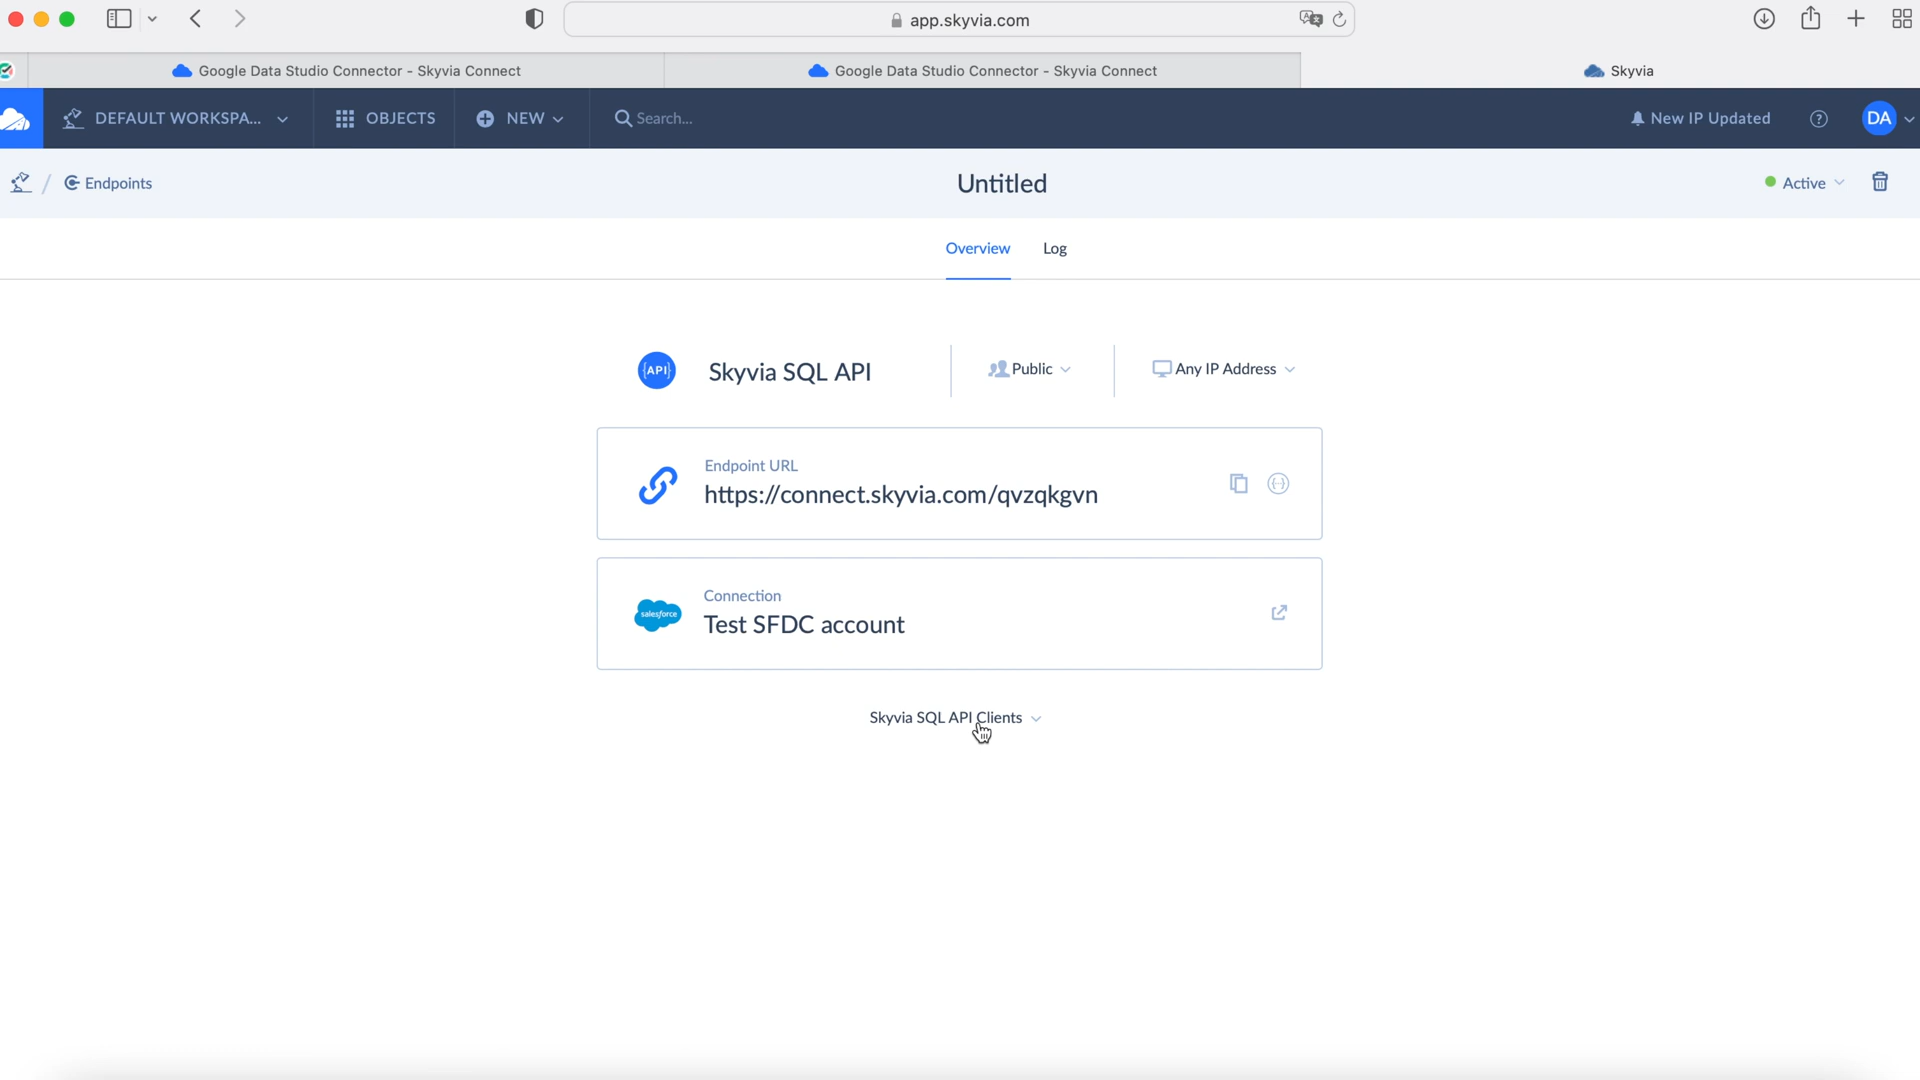 app.skyvia.com
Google Data Studio Connector - Skyvia Connect
Google Data Studio Connector - Skyvia Connect
Skyvia
DEFAULT WORKSPA...
OBJECTS
NEW
Search...
New IP Updated
DA
/ Endpoints
Untitled
Active
Overview
Log
{API}
Skyvia SQL API
Public
Any IP Address
Endpoint URL
https://connect.skyvia.com/qvzqkgvn
salesforce
Connection
Test SFDC account
Skyvia SQL API Clients